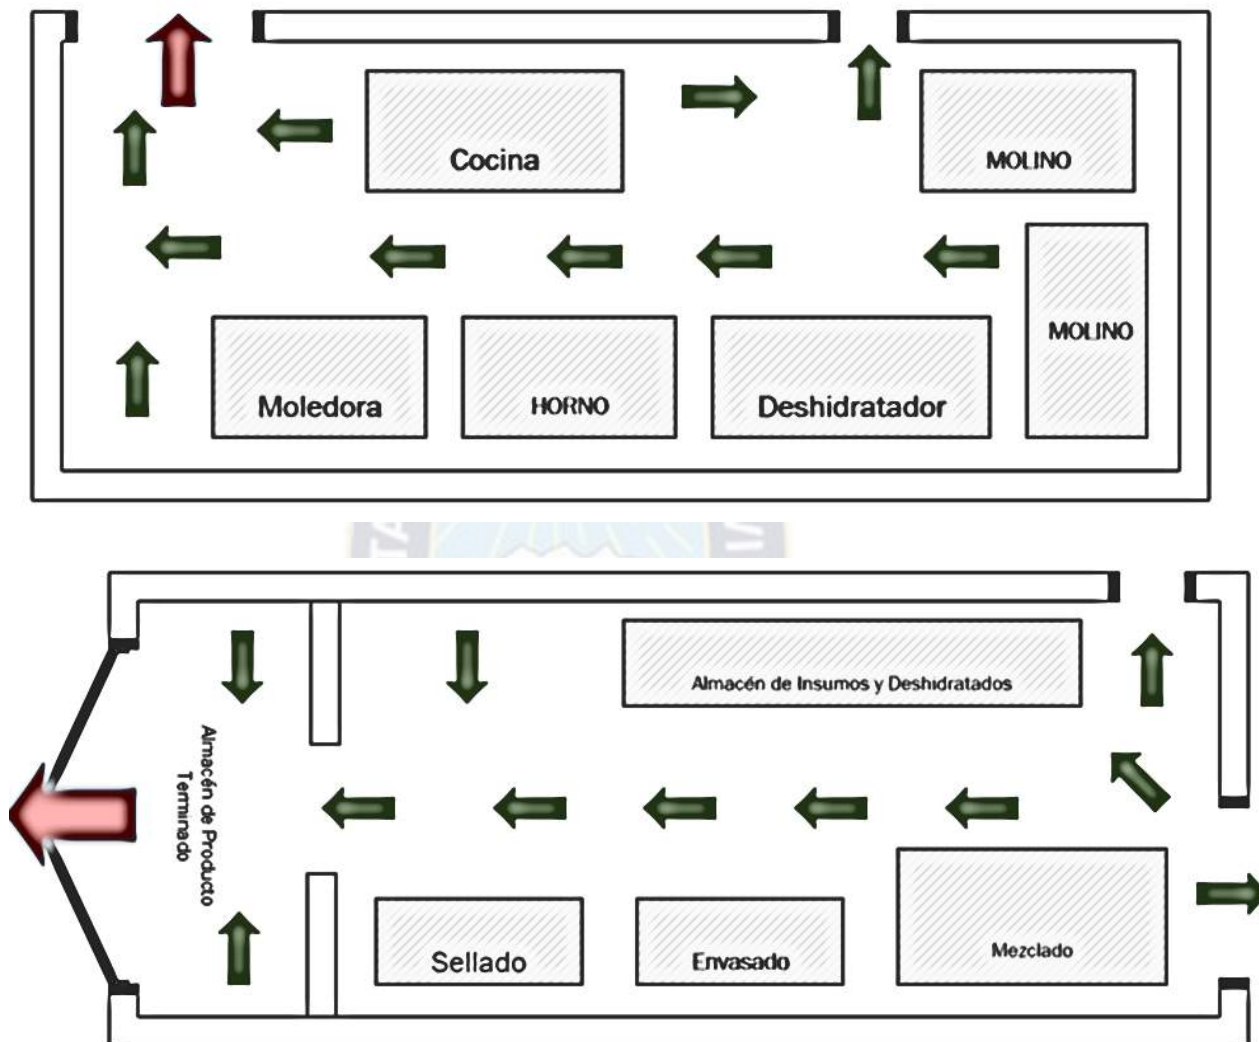 Cocina
MOLINO
MOLINO
Moledora
HORNO
Deshidratador
Almacén de Insumos y Deshidratados
Almacén de Producto
Terminado
Sellado
Envasado
Mezclado